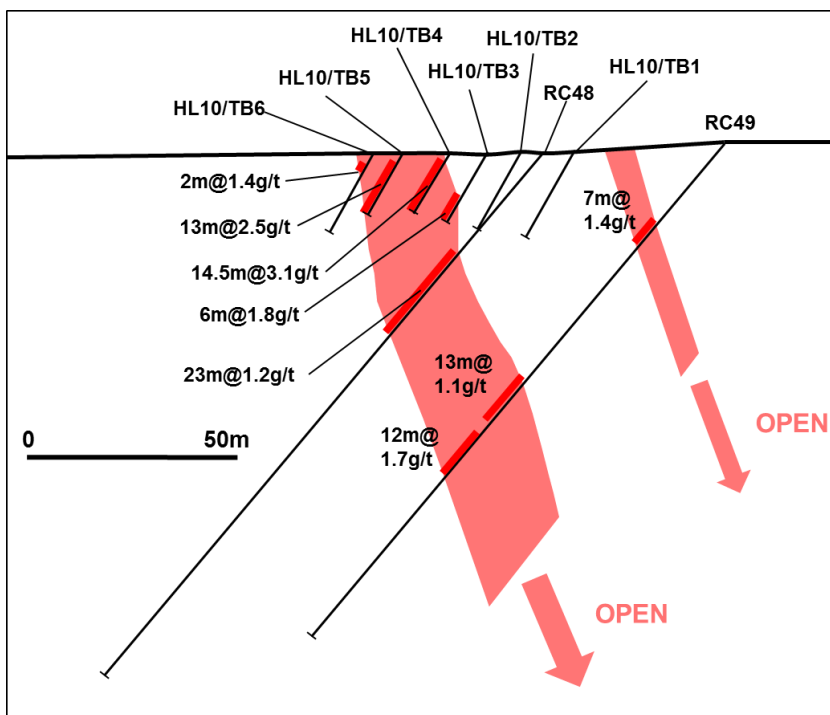 HL10/TB4
HL10/TB2
HL10/TB5
HL10/TB3
HL10/TB1
HL10/TB6
RC48
RC49
2m@1.4g/t
13m@2.5g/t
14.5m@3.1g/t
6m@1.8g/t
23m@1.2g/t
7m@
1.4g/t
13m@
1.1g/t
12m@
1.7g/t
0
50m
OPEN
OPEN